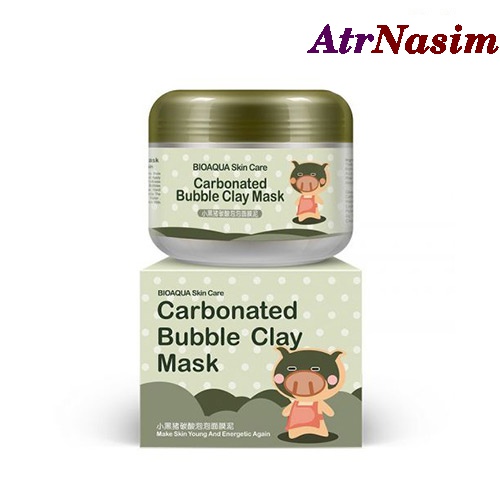 AtrNasim
BIOAQUA Skin Care
Carbonated
Bubble Clay Mask
小黑猪碳酸泡泡面膜泥
BIOAQUA Skin Care
Carbonated
Bubble Clay
Mask
小黑猪碳酸泡泡面膜泥
Make Skin Young And Energetic Again